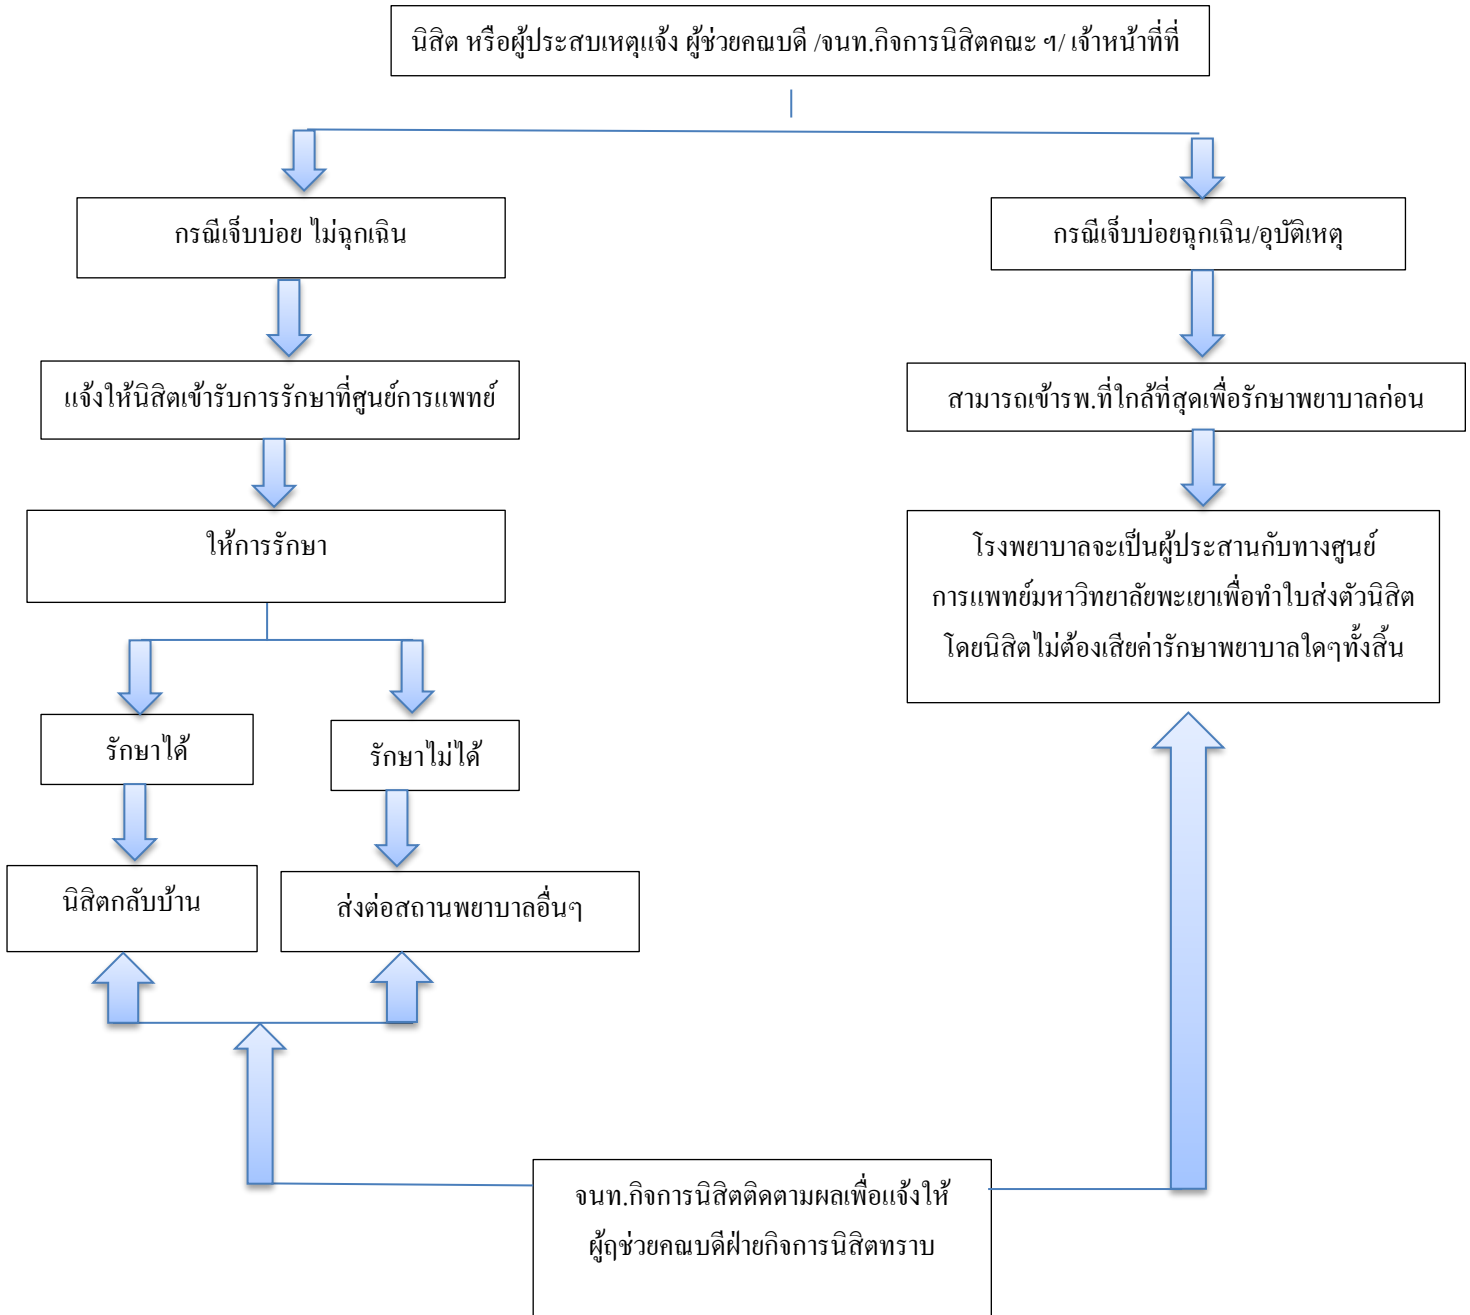 นิสิต หรือผู้ประสบเหตุแจ้ง ผู้ช่วยคณบดี /จนท.กิจการนิสิตคณะ ฯ/ เจ้าหน้าที่ที่
กรณีเจ็บบ่อย ไม่ฉุกเฉิน
กรณีเจ็บบ่อยฉุกเฉิน/อุบัติเหตุ
แจ้งให้นิสิตเข้ารับการรักษาที่ศูนย์การแพทย์
สามารถเข้ารพ.ที่ใกล้ที่สุดเพื่อรักษาพยาบาลก่อน
ให้การรักษา
โรงพยาบาลจะเป็นผู้ประสานกับทางศูนย์
การแพทย์มหาวิทยาลัยพะเยาเพื่อทำใบส่งตัวนิสิต
โดยนิสิตไม่ต้องเสียค่ารักษาพยาบาลใดๆทั้งสิ้น
รักษาได้
รักษาไม่ได้
นิสิตกลับบ้าน
ส่งต่อสถานพยาบาลอื่นๆ
จนท.กิจการนิสิตติดตามผลเพื่อแจ้งให้
ผู้ฤช่วยคณบดีฝ่ายกิจการนิสิตทราบ